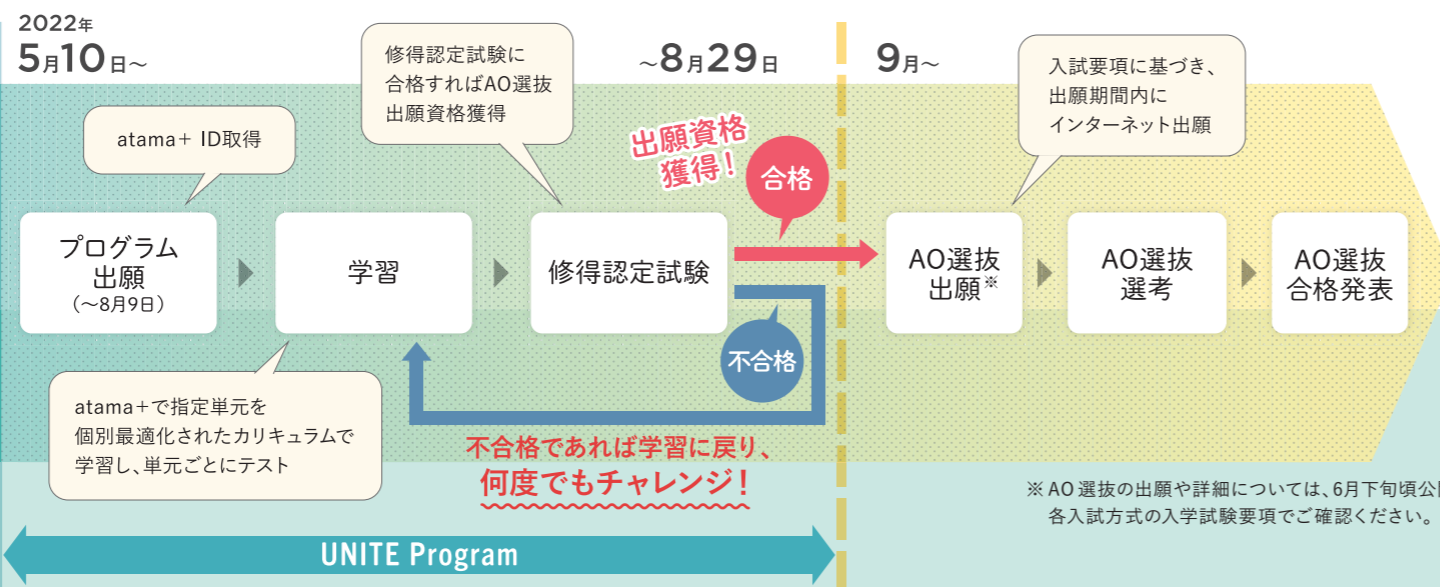 2022年
5月10日～
～8月29日
9月～
atama＋ ID取得
修得認定試験に
合格すればAO選抜
出願資格獲得
出願資格
獲得！
合格
入試要項に基づき、
出願期間内に
インターネット出願
プログラム
出願
（～8月9日）
学習
修得認定試験
AO選抜
出願※
AO選抜
選考
AO選抜
合格発表
不合格
atama＋で指定単元を
個別最適化されたカリキュラムで
学習し、単元ごとにテスト
不合格であれば学習に戻り、
何度でもチャレンジ！
※ AO選抜の出願や詳細については、6月下旬頃公
各入試方式の入学試験要項でご確認ください。
UNITE Program